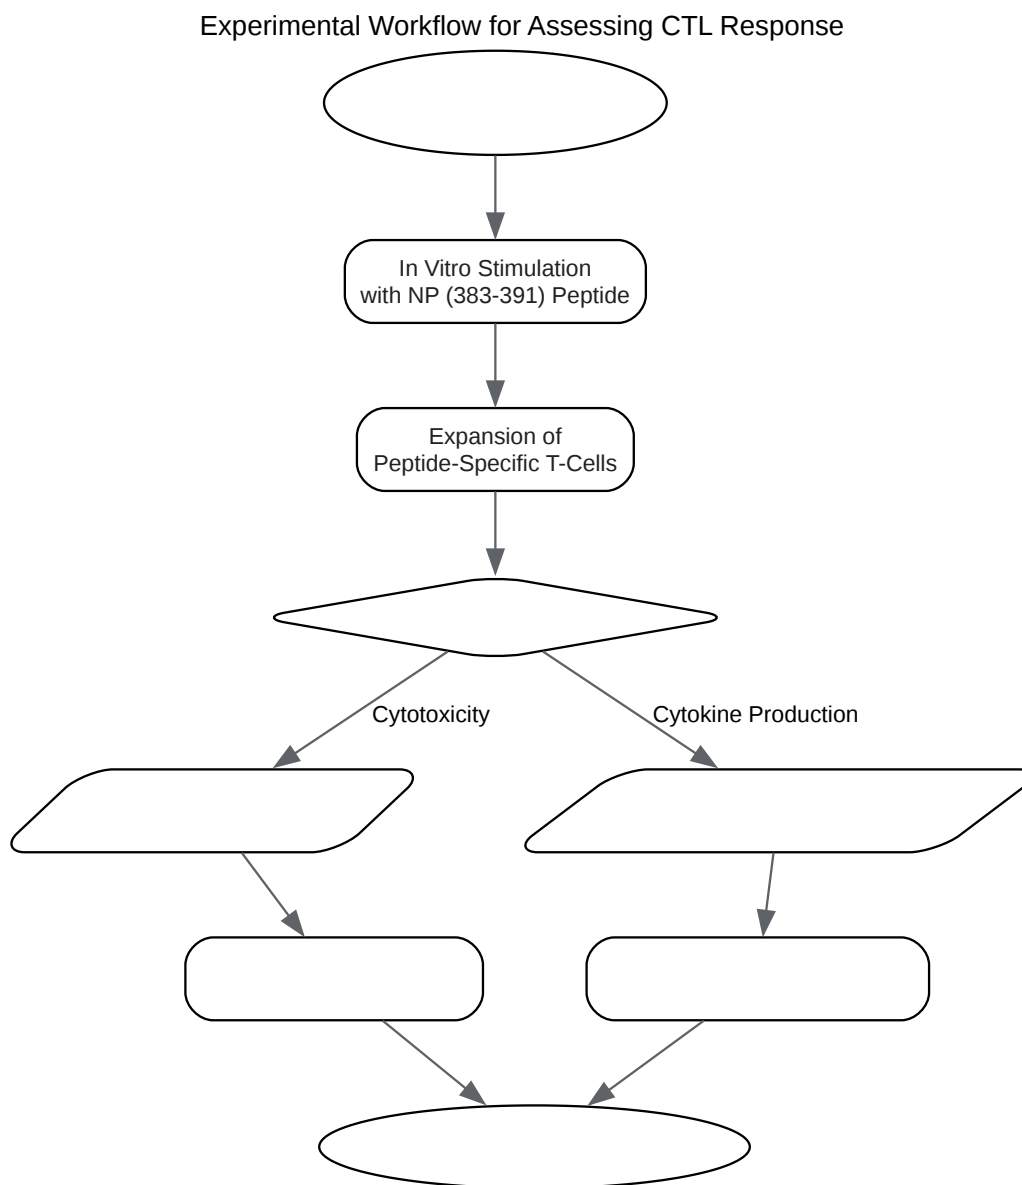 Experimental Workflow for Assessing CTL Response
In Vitro Stimulation
with NP (383-391) Peptide
Expansion of
Peptide-Specific T-Cells
Cytotoxicity
Cytokine Production